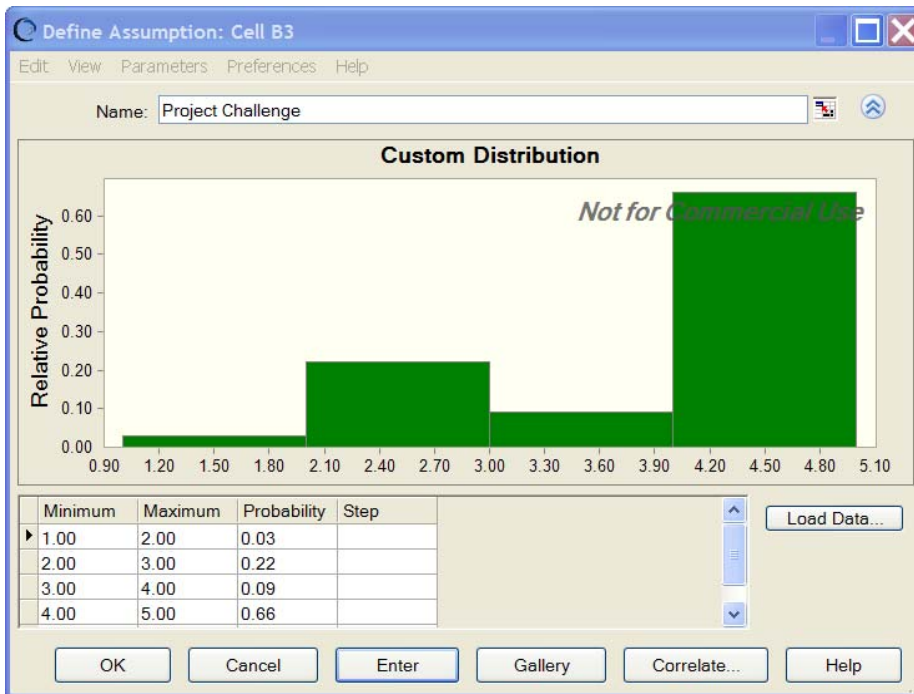 Define Assumption: Cell B3
Edit View Parameters Preferences Help
Name: Project Challenge
Custom Distribution
Not for Commercial Use
Relative Probability
0.60
0.50
0.40
0.30
0.20
0.10
0.00
0.90 1.20 1.50 1.80 2.10 2.40 2.70 3.00 3.30 3.60 3.90 4.20 4.50 4.80 5.10
Minimum Maximum Probability Step
1.00 2.00 0.03
2.00 3.00 0.22
3.00 4.00 0.09
4.00 5.00 0.66
Load Data...
OK Cancel Enter Gallery Correlate... Help